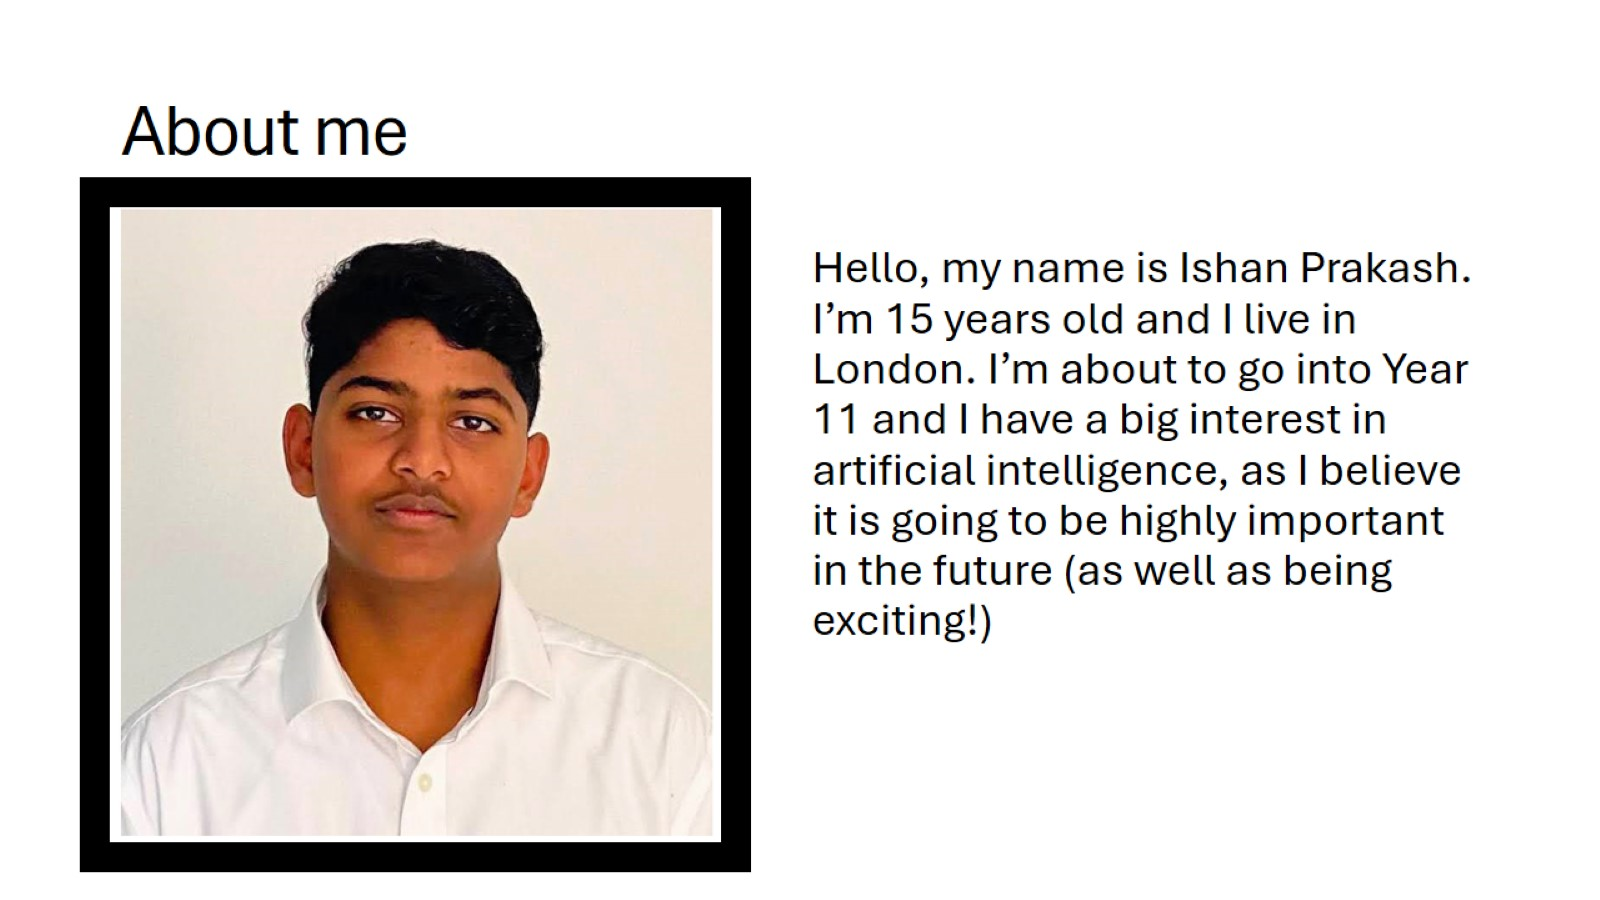 About me
Hello, my name is Ishan Prakash.
I’m 15 years old and I live in
London. I’m about to go into Year
11 and I have a big interest in
artificial intelligence, as I believe
it is going to be highly important
in the future (as well as being
exciting!)